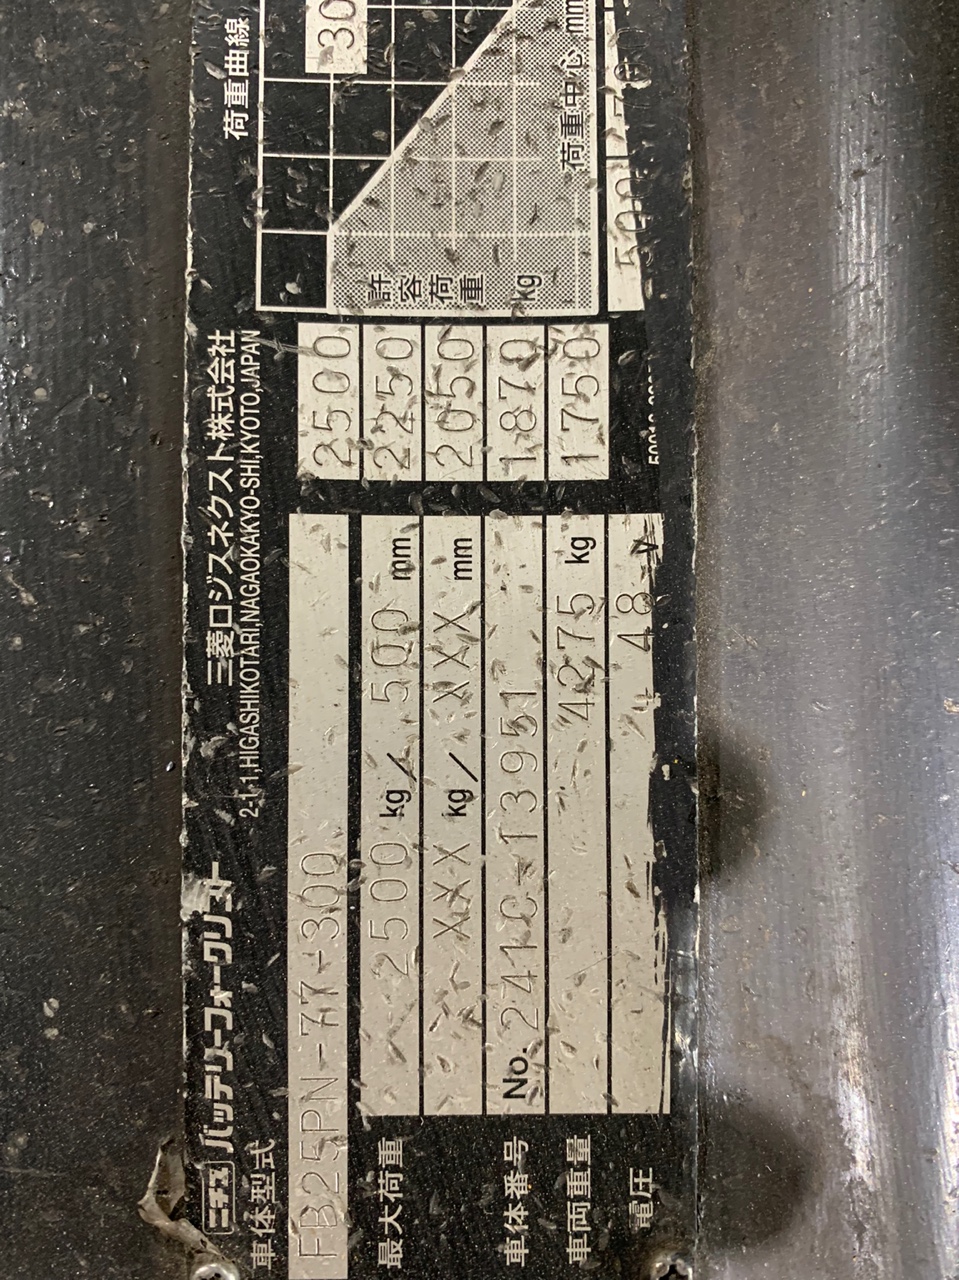 ニチユ バッテリーフォークリフト
三菱ロジスネクスト株式会社
2-1-1,HIGASHIKOTARI,NAGAOKAKYO-SHI,KYOTO,JAPAN
車体型式
FB25PN-77-300
最大荷重 2500 kg/ 500 mm
XXX kg/ XXX mm
車体番号 No. 241C-13951
車両重量 4275 kg
電圧 48 V
荷重曲線
30
2500
2250
2050
1870
1750
許容荷重 kg
荷重中心 mm
500